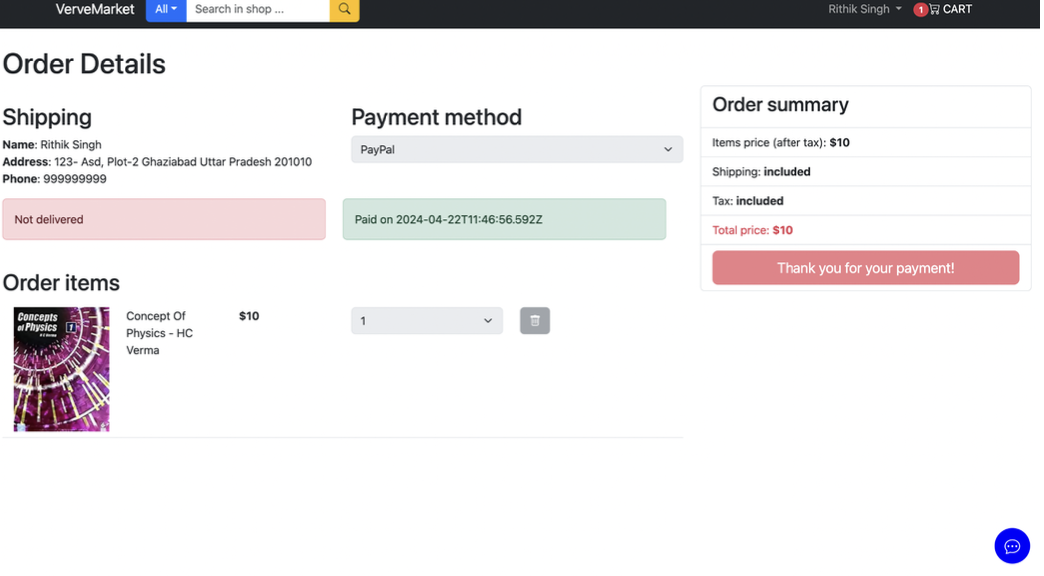 VerveMarket All Search in shop ... Rithik Singh 1 CART
Order Details
Shipping
Name: Rithik Singh
Address: 123- Asd, Plot-2 Ghaziabad Uttar Pradesh 201010
Phone: 999999999
Payment method
PayPal
Not delivered
Paid on 2024-04-22T11:46:56.592Z
Order items
Concepts
of Physics 1
H C Verma
Concept Of
Physics - HC
Verma
$10
1
Order summary
Items price (after tax): $10
Shipping: included
Tax: included
Total price: $10
Thank you for your payment!